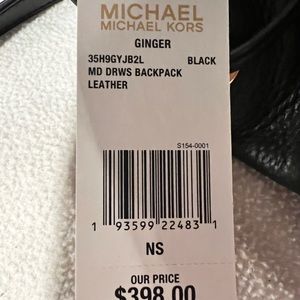 MICHAEL
MICHAEL KORS
GINGER
35H9GYJB2L BLACK
MD DRWS BACKPACK
LEATHER
S154-0001
1 93599 22483 1
NS
OUR PRICE
$398.00